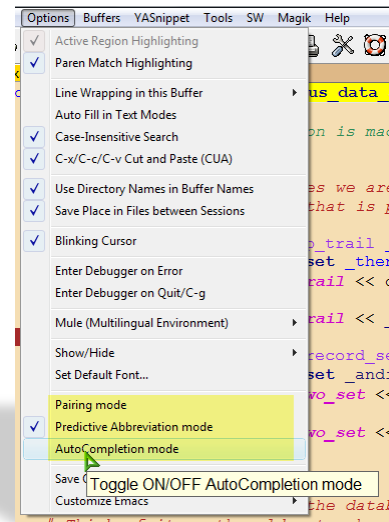 Options Buffers YASnippet Tools SW Magik Help
Active Region Highlighting
Paren Match Highlighting
us_data_
Line Wrapping in this Buffer
Auto Fill in Text Modes
on is mad
Case-Insensitive Search
C-x/C-c/C-v Cut and Paste (CUA)
Use Directory Names in Buffer Names
es we are
Save Place in Files between Sessions
that is p
Blinking Cursor
o_trail _
set _then
Enter Debugger on Error
rail <<
Enter Debugger on Quit/C-g
Mule (Multilingual Environment)
rail << _
Show/Hide
record_se
Set Default Font...
set _andi
wo_set <<
Pairing mode
Predictive Abbreviation mode
wo_set <<
AutoCompletion mode
Save
Toggle ON/OFF AutoCompletion mode
Customize Emacs
the datab